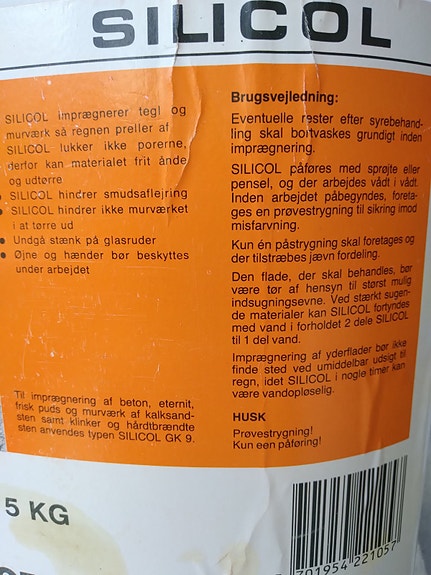 SILICOL
SILICOL imprægnerer tegl og
murværk så regnen preller af
SILICOL lukker ikke porerne,
derfor kan materialet frit ånde
og udtørre
• SILICOL hindrer smudsaflejring
• SILICOL hindrer ikke murværket
i at tørre ud
• Undgå stænk på glasruder
• Øjne og hænder bør beskyttes
under arbejdet
Til imprægnering af beton, eternit,
frisk puds og murværk af kalksand-
sten samt klinker og hårdtbrændte
sten anvendes typen SILICOL GK 9.
Brugsvejledning:
Eventuelle rester efter syrebehand-
ling skal bortvaskes grundigt inden
imprægnering.
SILICOL påføres med sprøjte eller
pensel, og der arbejdes vådt i vådt.
Inden arbejdet påbegyndes, foreta-
ges en prøvestrygning til sikring imod
misfarvning.
Kun én påstrygning skal foretages og
der tilstræbes jævn fordeling.
Den flade, der skal behandles, bør
være tør af hensyn til størst mulig
indsugningsevne. Ved stærkt sugen-
de materialer kan SILICOL fortyndes
med vand i forholdet 2 dele SILICOL
til 1 del vand.
Imprægnering af yderflader bør ikke
finde sted ved umiddelbar udsigt til
regn, idet SILICOL i nogle timer kan
være vandopløselig.
HUSK
Prøvestrygning!
Kun een påføring!
5 KG
701954 221057